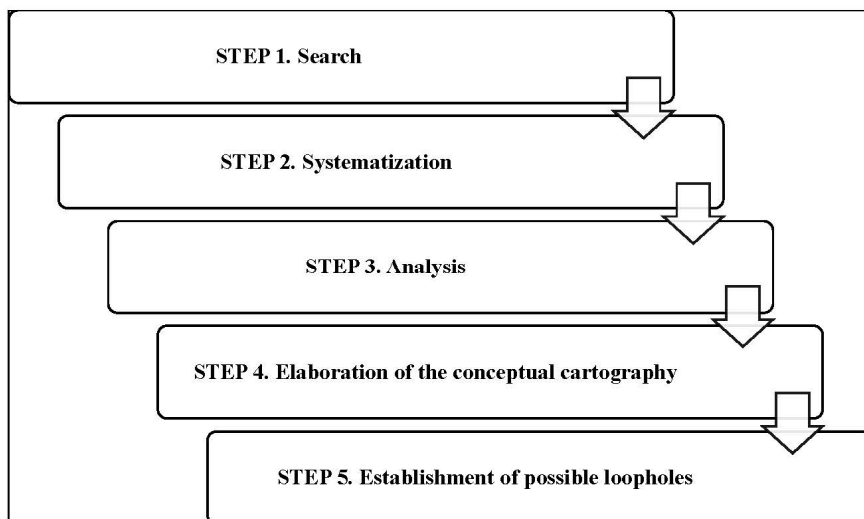 STEP 1. Search
STEP 2. Systematization
STEP 3. Analysis
STEP 4. Elaboration of the conceptual cartography
STEP 5. Establishment of possible loopholes